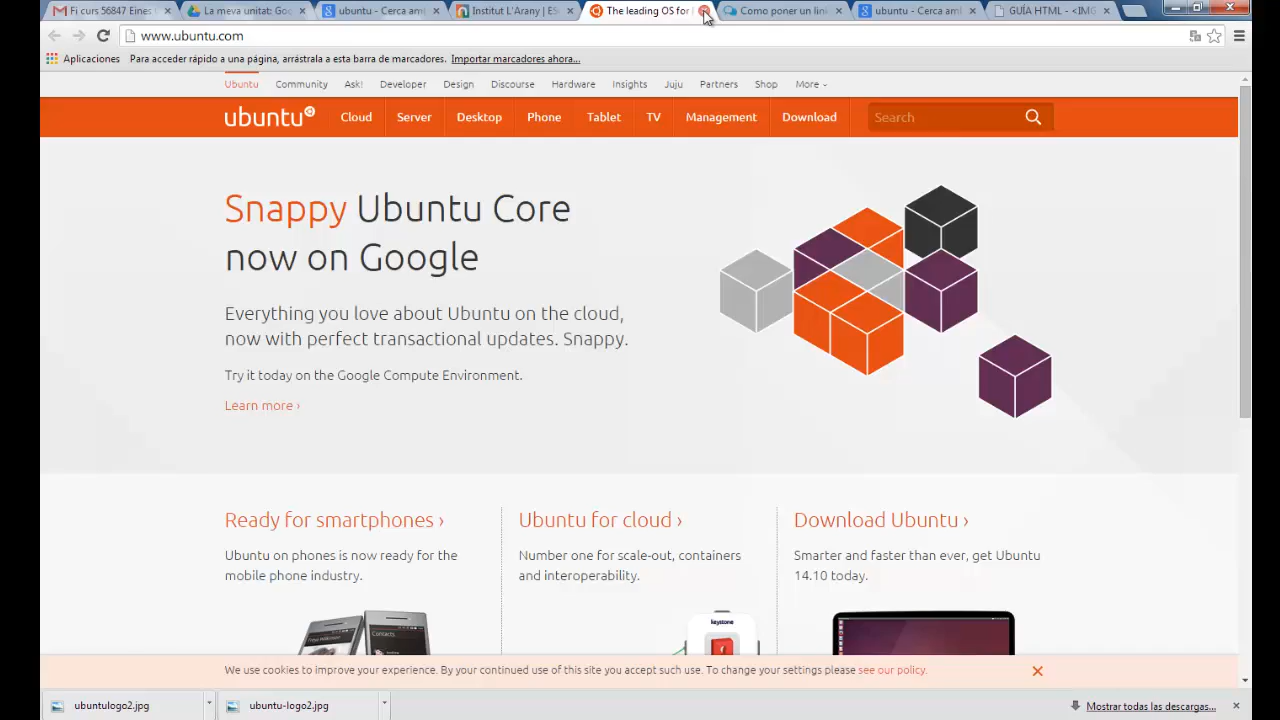 Fi curs 56847 Eines
La meva unitat: Goo
ubuntu - Cerca am
Institut L'Arany | ES
The leading OS for
Como poner un link
ubuntu - Cerca amb
GUÍA HTML - <IMG
www.ubuntu.com
Aplicaciones
Para acceder rápido a una página, arrástrala a esta barra de marcadores. Importar marcadores ahora...
Ubuntu Community Ask! Developer Design Discourse Hardware Insights Juju Partners Shop More
ubuntu Cloud Server Desktop Phone Tablet TV Management Download Search
Snappy Ubuntu Core
now on Google
Everything you love about Ubuntu on the cloud,
now with perfect transactional updates. Snappy.
Try it today on the Google Compute Environment.
Learn more ›
Ready for smartphones ›
Ubuntu on phones is now ready for the
mobile phone industry.
Ubuntu for cloud ›
Number one for scale-out, containers
and interoperability.
keystone
Download Ubuntu ›
Smarter and faster than ever, get Ubuntu
14.10 today.
We use cookies to improve your experience. By your continued use of this site you accept such use. To change your settings please see our policy.
ubuntulogo2.jpg
ubuntu-logo2.jpg
Mostrar todas las descargas...